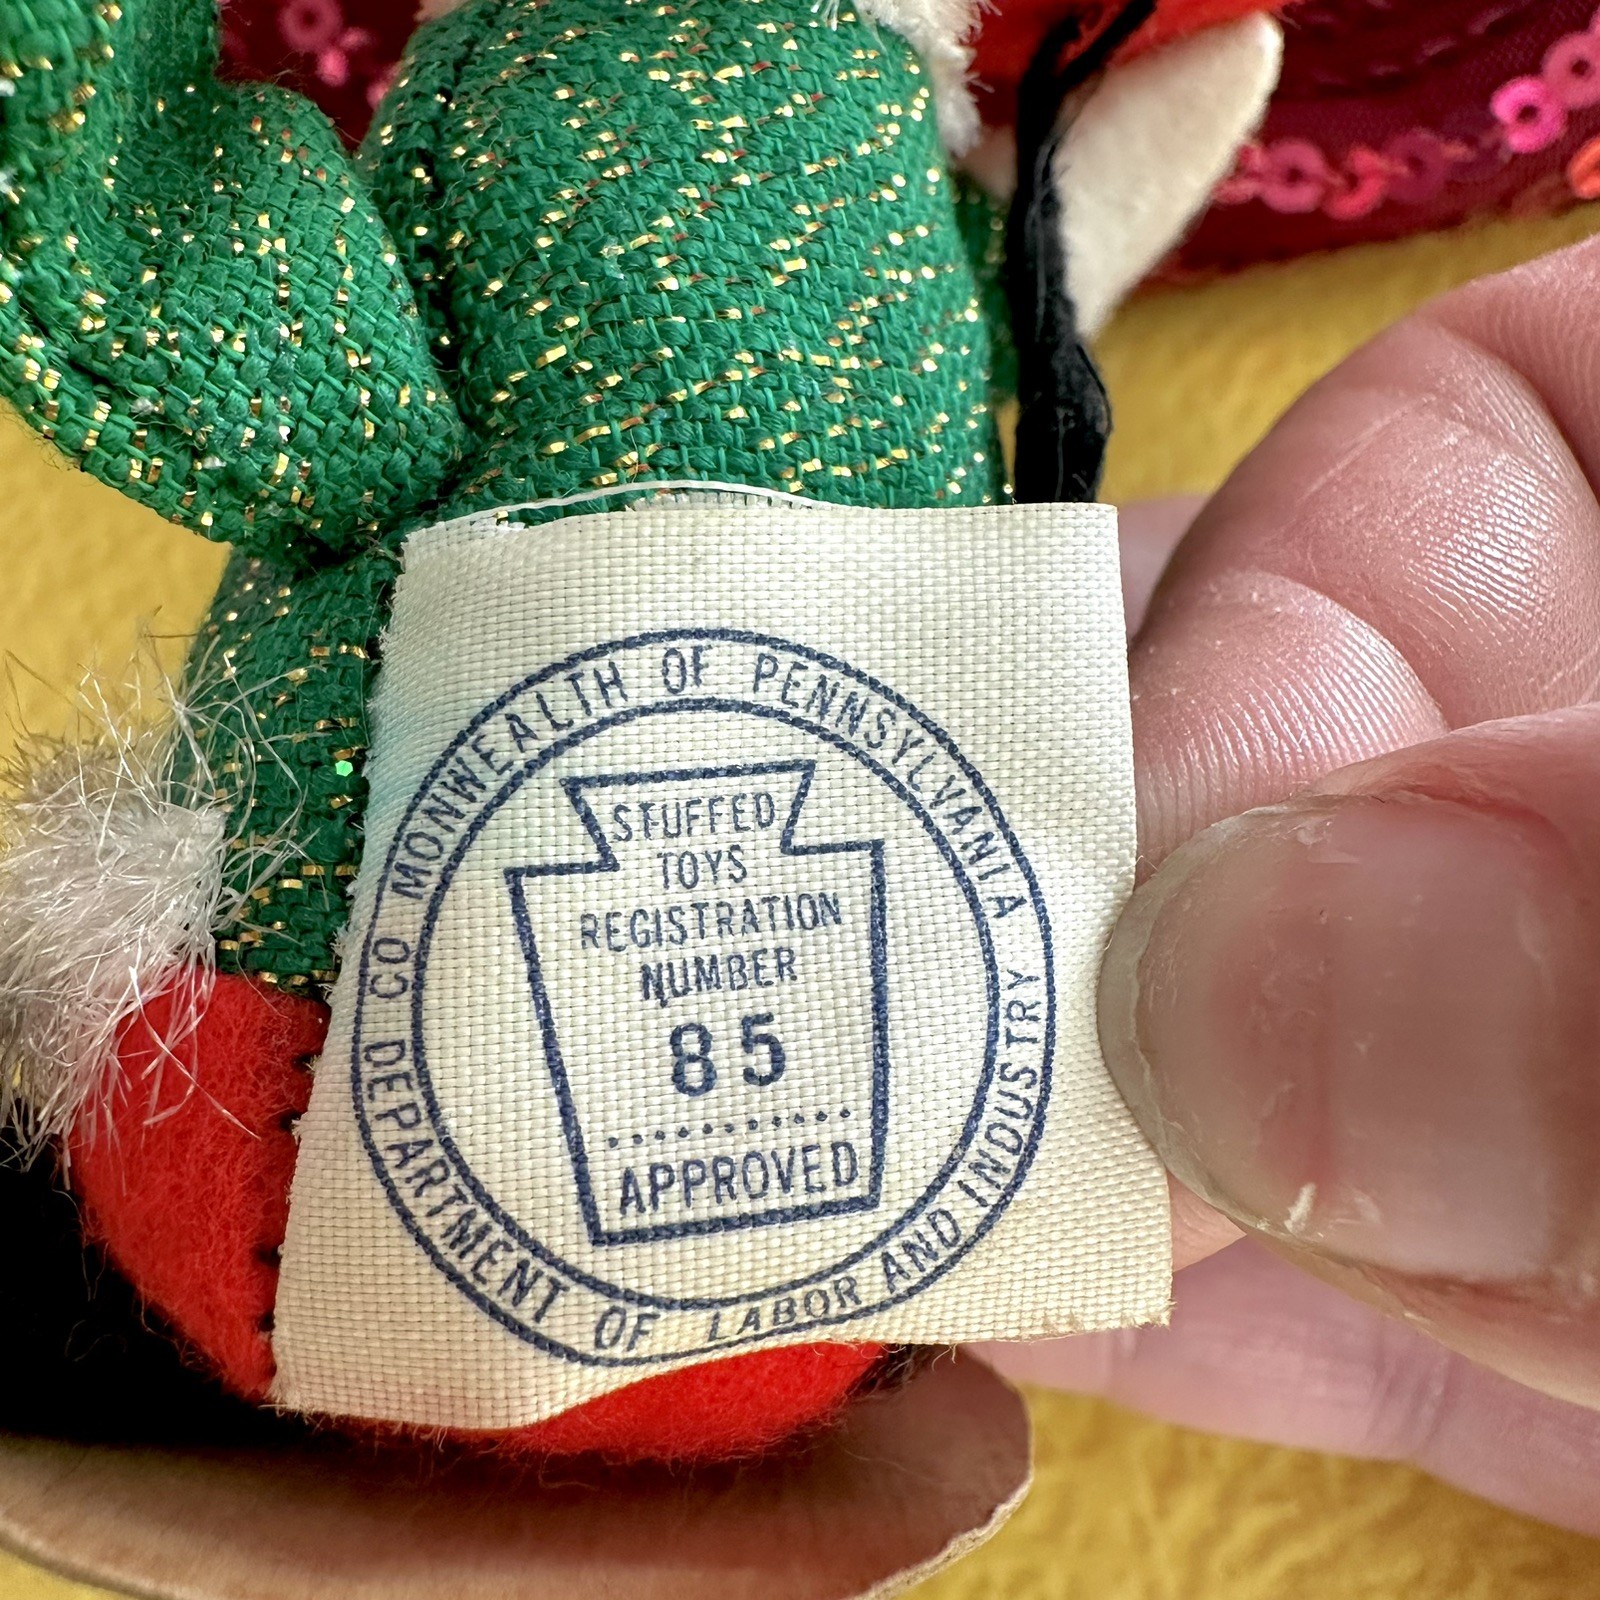 COMMONWEALTH OF PENNSYLVANIA
DEPARTMENT OF LABOR AND INDUSTRY
STUFFED
TOYS
REGISTRATION
NUMBER
85
APPROVED